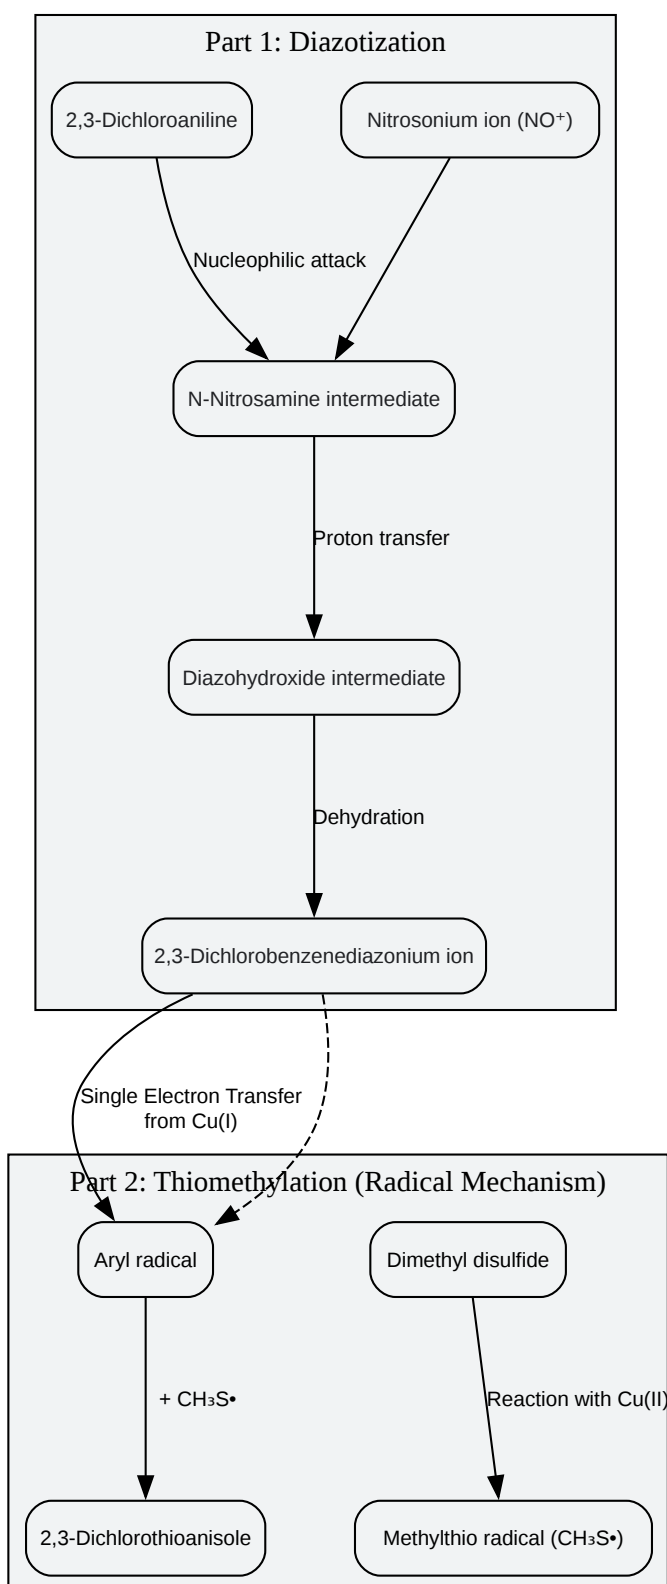 Part 1: Diazotization
2,3-Dichloroaniline
Nitrosonium ion (NO⁺)
Nucleophilic attack
N-Nitrosamine intermediate
Proton transfer
Diazohydroxide intermediate
Dehydration
2,3-Dichlorobenzenediazonium ion
Single Electron Transfer
from Cu(I)
Part 2: Thiomethylation (Radical Mechanism)
Aryl radical
Dimethyl disulfide
+ CH₃S•
Reaction with Cu(II)
2,3-Dichlorothioanisole
Methylthio radical (CH₃S•)